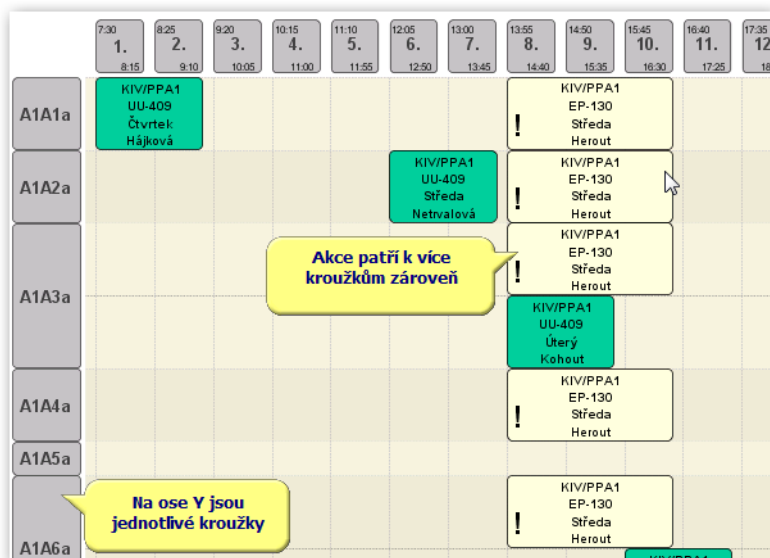 7:30 8:25 9:20 10:15 11:10 12:05 13:00 13:55 14:50 15:45 16:40 17:35
1. 2. 3. 4. 5. 6. 7. 8. 9. 10. 11. 12
8:15 9:10 10:05 11:00 11:55 12:50 13:45 14:40 15:35 16:30 17:25 18
A1A1a
KIV/PPA1
UU-409
Čtvrtek
Hájková
KIV/PPA1
EP-130
! Středa
Herout
A1A2a
KIV/PPA1
UU-409
Středa
Netrvalová
KIV/PPA1
EP-130
! Středa
Herout
A1A3a
Akce patří k více
kroužkům zároveň
KIV/PPA1
EP-130
! Středa
Herout
KIV/PPA1
UU-409
Úterý
Kohout
A1A4a
KIV/PPA1
EP-130
! Středa
Herout
A1A5a
A1A6a
Na ose Y jsou
jednotlivé kroužky
KIV/PPA1
EP-130
! Středa
Herout
KIV/PPA1